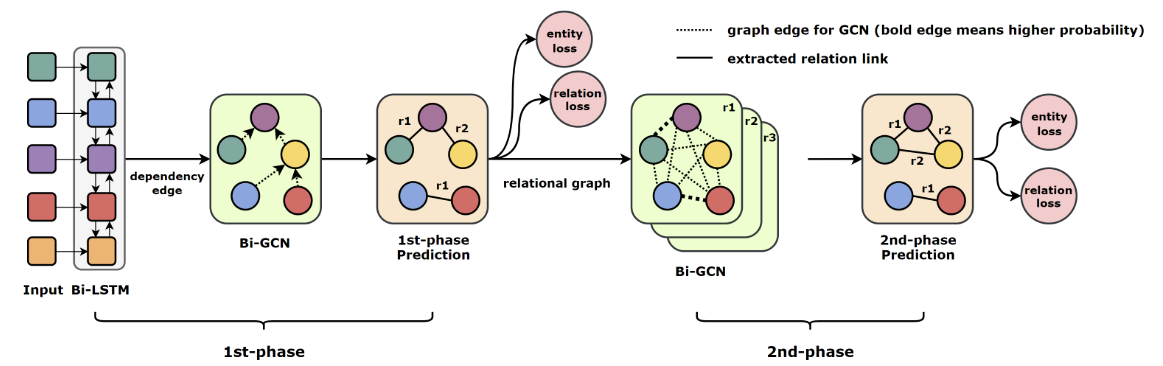 graph edge for GCN (bold edge means higher probability)
extracted relation link
entity
loss
relation
loss
Input
Bi-LSTM
dependency
edge
Bi-GCN
r1
r2
r1
1st-phase
Prediction
relational graph
r1
r2
r3
Bi-GCN
r1
r2
r2
r1
2nd-phase
Prediction
entity
loss
relation
loss
1st-phase
2nd-phase